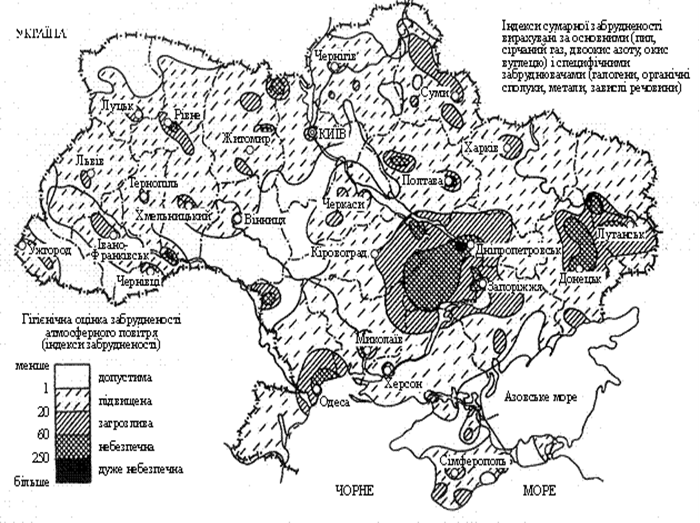 УКРАЇНА
Індекси сумарної забрудненості
вирахувані за основними (пил,
сірчаний газ, двоокис азоту, окис
вуглецю) і специфічними
забруднювачами (галогени, органічні
сполуки, метали, завислі речовини)
Чернігів
Суми
Луцьк
Рівне
Житомир
КИЇВ
Харків
Львів
Полтава
Тернопіль
Хмельницький
Черкаси
Вінниця
Луганськ
Ужгород
Івано-
Франківськ
Кіровоград
Дніпропетровськ
Донецьк
Чернівці
Запоріжжя
Гігієнічна оцінка забрудненості
атмосферного повітря
(індекси забрудненості)
Миколаїв
менше
допустима
1
підвищена
Херсон
Одеса
Азовське море
20
загрозлива
60
небезпечна
250
дуже небезпечна
більше
Сімферополь
ЧОРНЕ МОРЕ